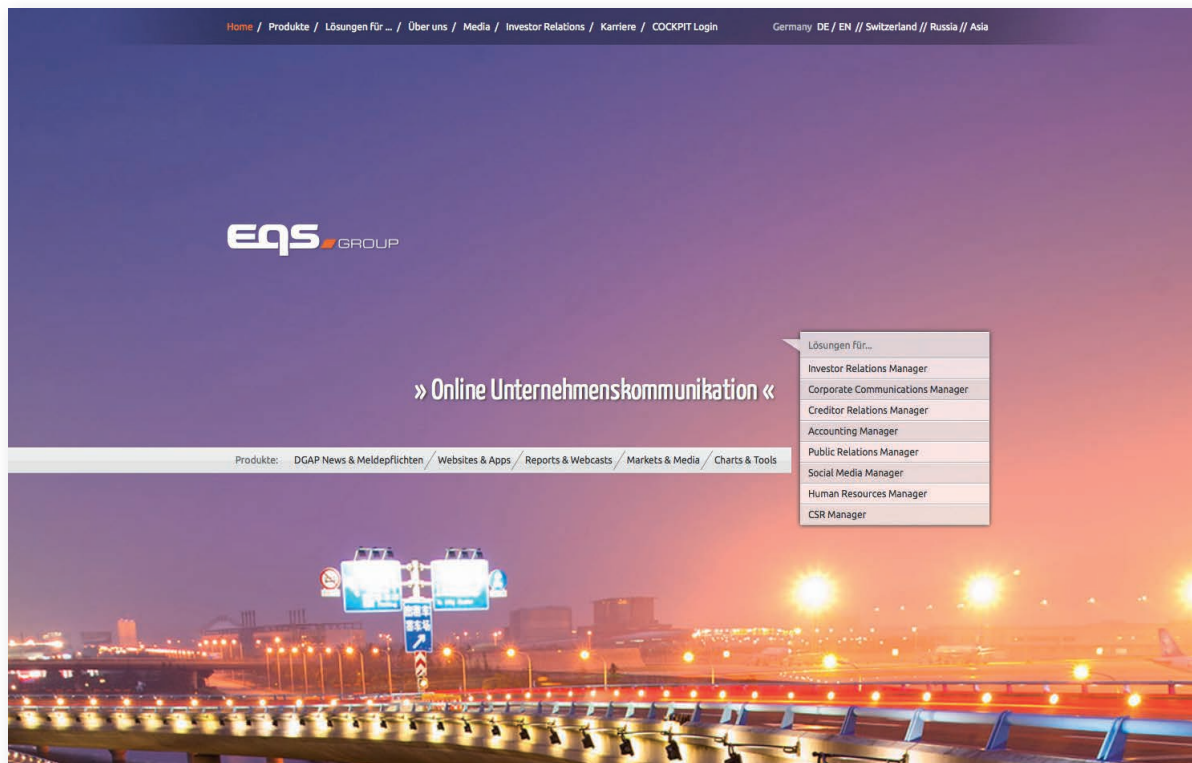 Home / Produkte / Lösungen für ... / Über uns / Media / Investor Relations / Karriere / COCKPIT Login Germany DE / EN // Switzerland // Russia // Asia
EQS GROUP
Lösungen für...
Investor Relations Manager
» Online Unternehmenskommunikation «
Corporate Communications Manager
Creditor Relations Manager
Accounting Manager
Public Relations Manager
Social Media Manager
Human Resources Manager
CSR Manager
Produkte: DGAP News & Meldepflichten / Websites & Apps / Reports & Webcasts / Markets & Media / Charts & Tools